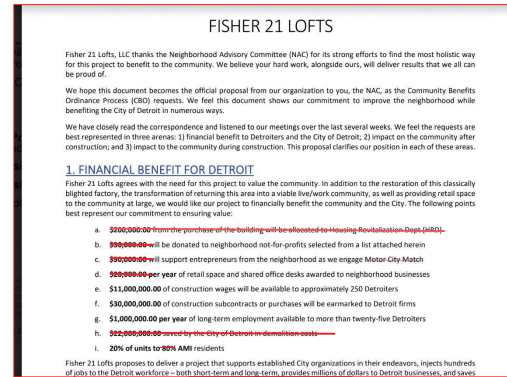 FISHER 21 LOFTS
Fisher 21 Lofts, LLC thanks the Neighborhood Advisory Committee (NAC) for its strong efforts to find the most holistic way
for this project to benefit to the community. We believe your hard work, alongside ours, will deliver results that we all can
be proud of.
We hope this document becomes the official proposal from our organization to you, the NAC, as the Community Benefits
Ordinance Process (CBO) requests. We feel this document shows our commitment to improve the neighborhood while
benefiting the City of Detroit in numerous ways.
We have closely read the correspondence and listened to our meetings over the last several weeks. We feel the requests are
best represented in three arenas: 1) financial benefit to Detroiters and the City of Detroit; 2) impact on the community after
construction; and 3) impact to the community during construction. This proposal clarifies our position in each of these areas.
1. FINANCIAL BENEFIT FOR DETROIT
Fisher 21 Lofts agrees with the need for this project to value the community. In addition to the restoration of this classically
blighted factory, the transformation of returning this area into a viable live/work community, as well as providing retail space
to the community at large, we would like our project to financially benefit the community and the City. The following points
best represent our commitment to ensuring value:
a. $200,000.00 from the purchase of the building will be allocated to Housing Revitalization Dept (HRD).
b. $50,000.00 will be donated to neighborhood not-for-profits selected from a list attached herein
c. $50,000.00 will support entrepreneurs from the neighborhood as we engage Motor City Match
d. $20,000.00 per year of retail space and shared office desks awarded to neighborhood businesses
e. $11,000,000.00 of construction wages will be available to approximately 250 Detroiters
f. $30,000,000.00 of construction subcontracts or purchases will be earmarked to Detroit firms
g. $1,000,000.00 per year of long-term employment available to more than twenty-five Detroiters
h. $22,000,000.00 saved by the City of Detroit in demolition costs
i. 20% of units to 80% AMI residents
Fisher 21 Lofts proposes to deliver a project that supports established City organizations in their endeavors, injects hundreds
of jobs to the Detroit workforce – both short-term and long-term, provides millions of dollars to Detroit businesses, and saves